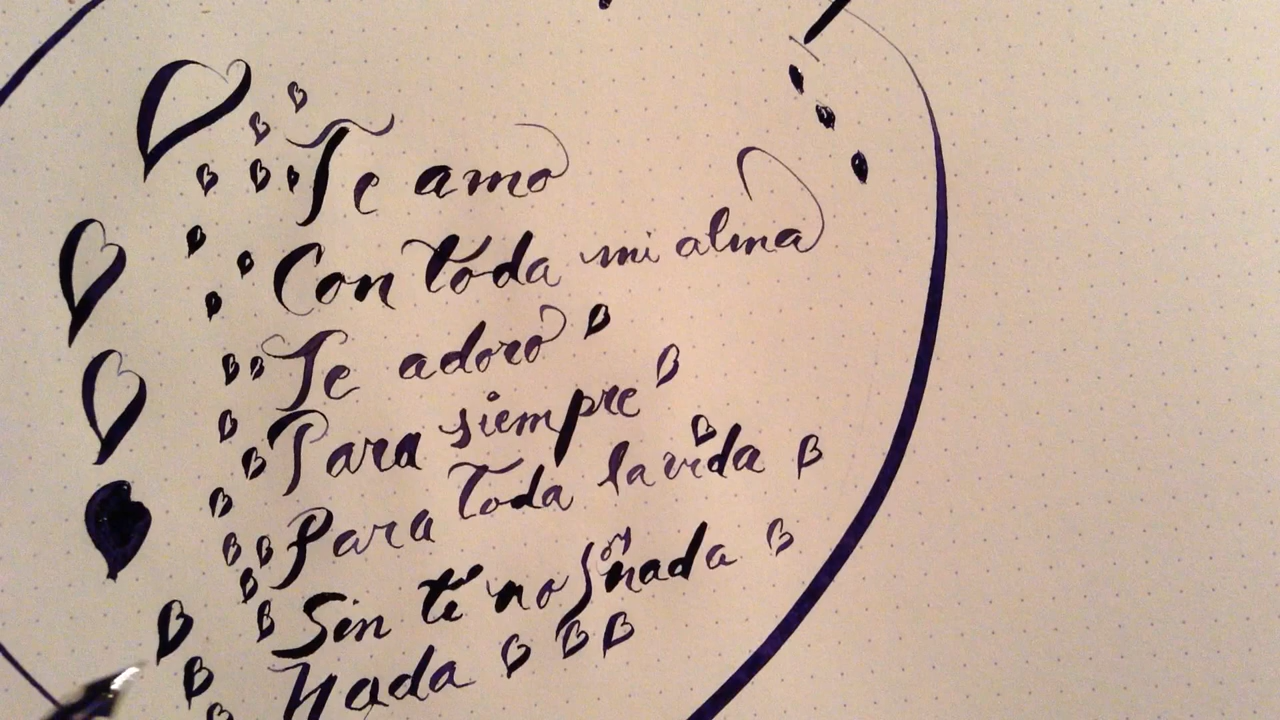 Te amo
Con toda mi alma
Te adoro
Para siempre
Para toda la vida
Sin ti no soy nada
Nada